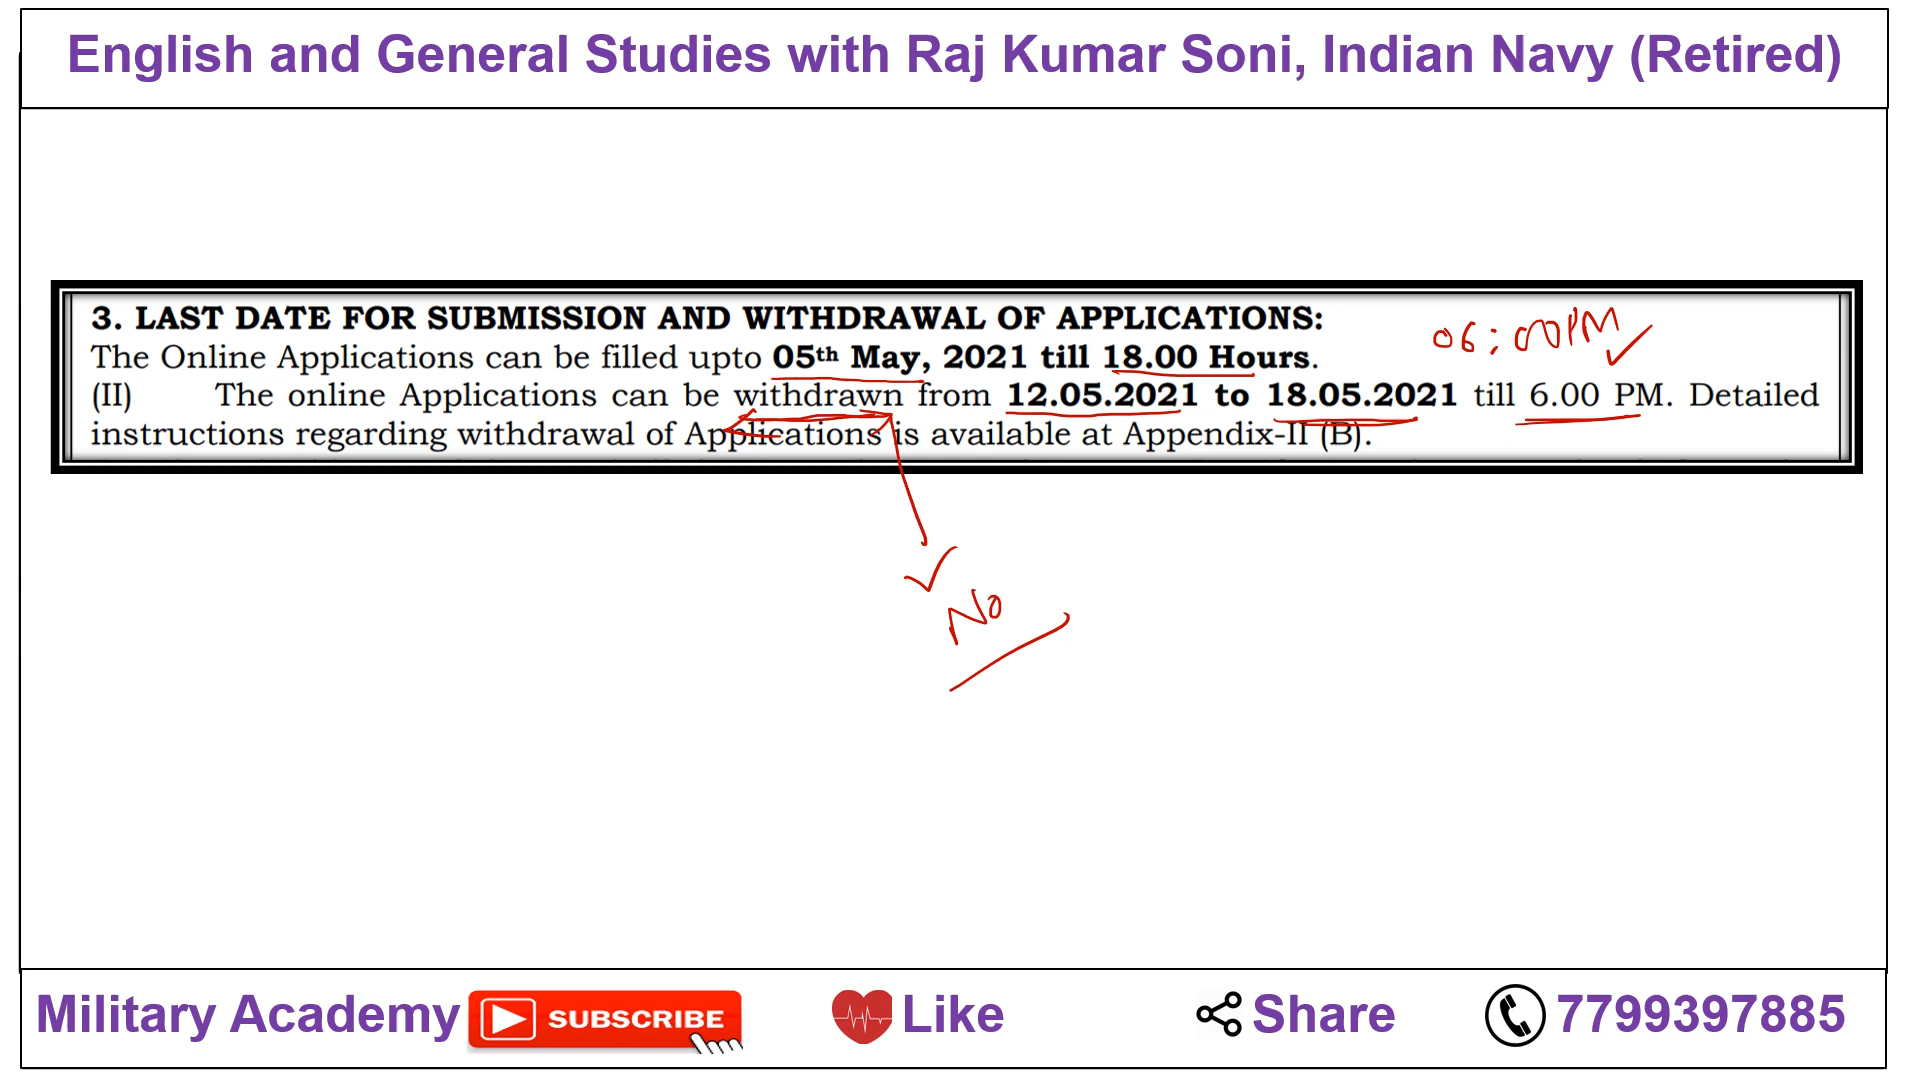 English and General Studies with Raj Kumar Soni, Indian Navy (Retired)
3. LAST DATE FOR SUBMISSION AND WITHDRAWAL OF APPLICATIONS:
The Online Applications can be filled upto 05th May, 2021 till 18.00 Hours.
06:00PM
(II) The online Applications can be withdrawn from 12.05.2021 to 18.05.2021 till 6.00 PM. Detailed
instructions regarding withdrawal of Applications is available at Appendix-II (B).
No
Military Academy SUBSCRIBE Like Share 7799397885